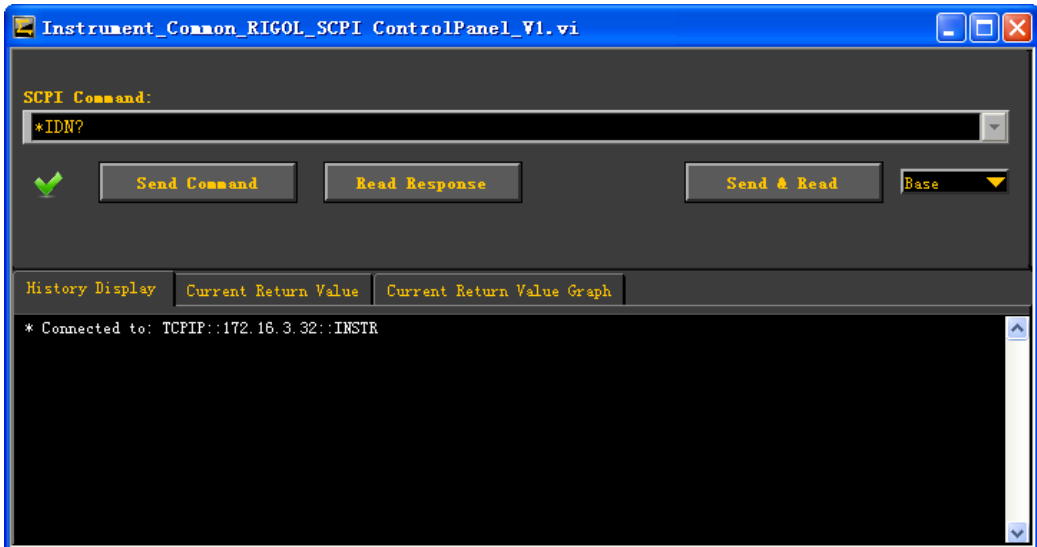 Instrument_Common_RIGOL_SCPI ControlPanel_V1.vi
SCPI Command:
*IDN?
Send Command Read Response Send & Read Base
History Display Current Return Value Current Return Value Graph
* Connected to: TCPIP::172.16.3.32::INSTR